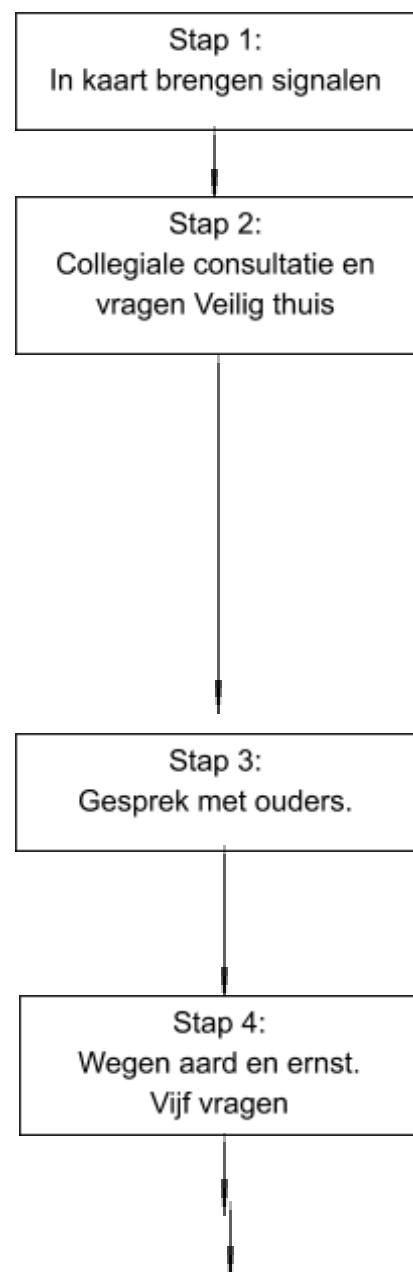 Stap 1:
In kaart brengen signalen
Stap 2:
Collegiale consultatie en
vragen Veilig thuis
Stap 3:
Gesprek met ouders.
Stap 4:
Wegen aard en ernst.
Vijf vragen